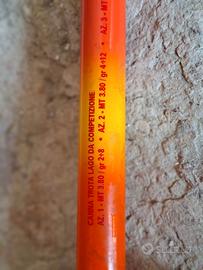 CANNA TROTA LAGO DA COMPETIZIONE
AZ. 1 - MT 3.80 / gr 2÷8 * AZ. 2 - MT 3.80 / gr 4÷12 * AZ. 3 - MT
subito